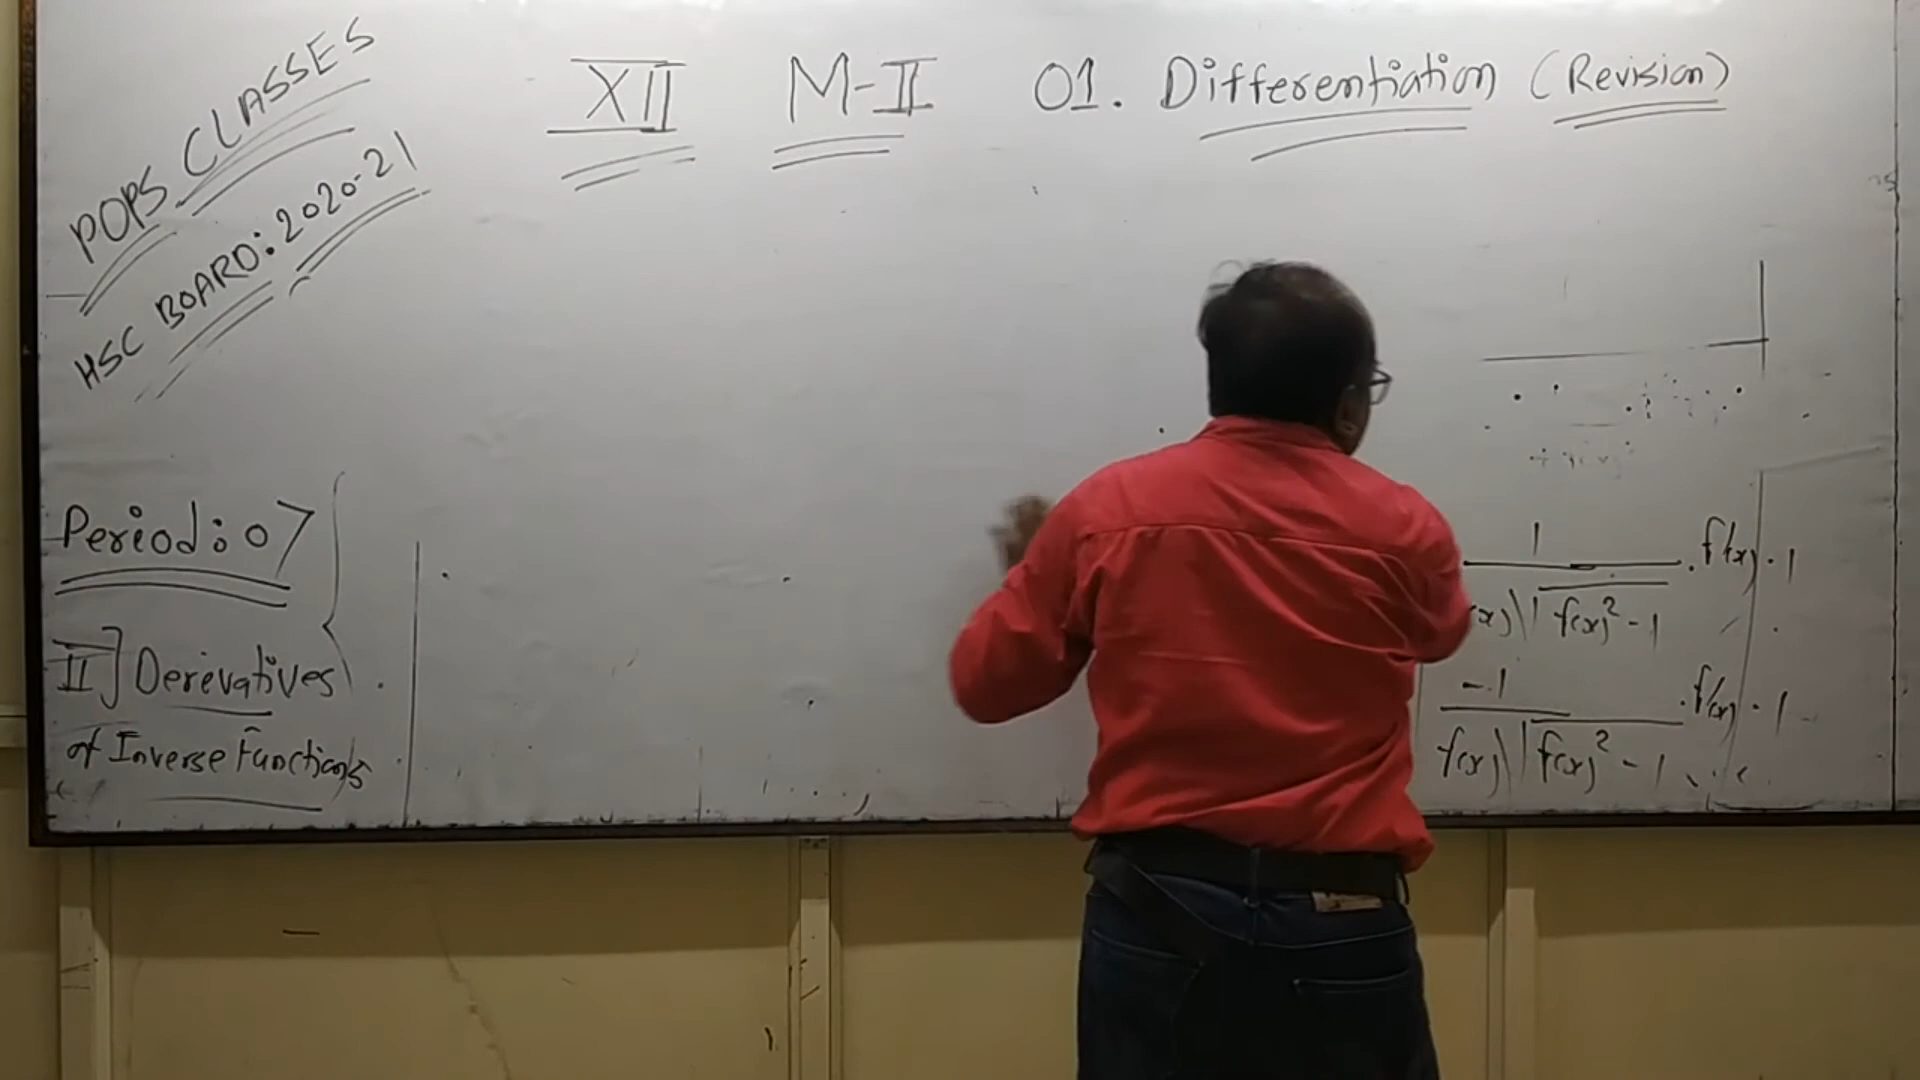 POPS CLASSES
HSC BOARD: 2020-21
XII M-II 01. Differentiation (Revision)
Period: 07
II] Derevatives
of Inverse Functions
1
. f'(x) . 1
x) √f(x)² - 1
-1
. f'(x) . 1
f(x) √f(x)² - 1